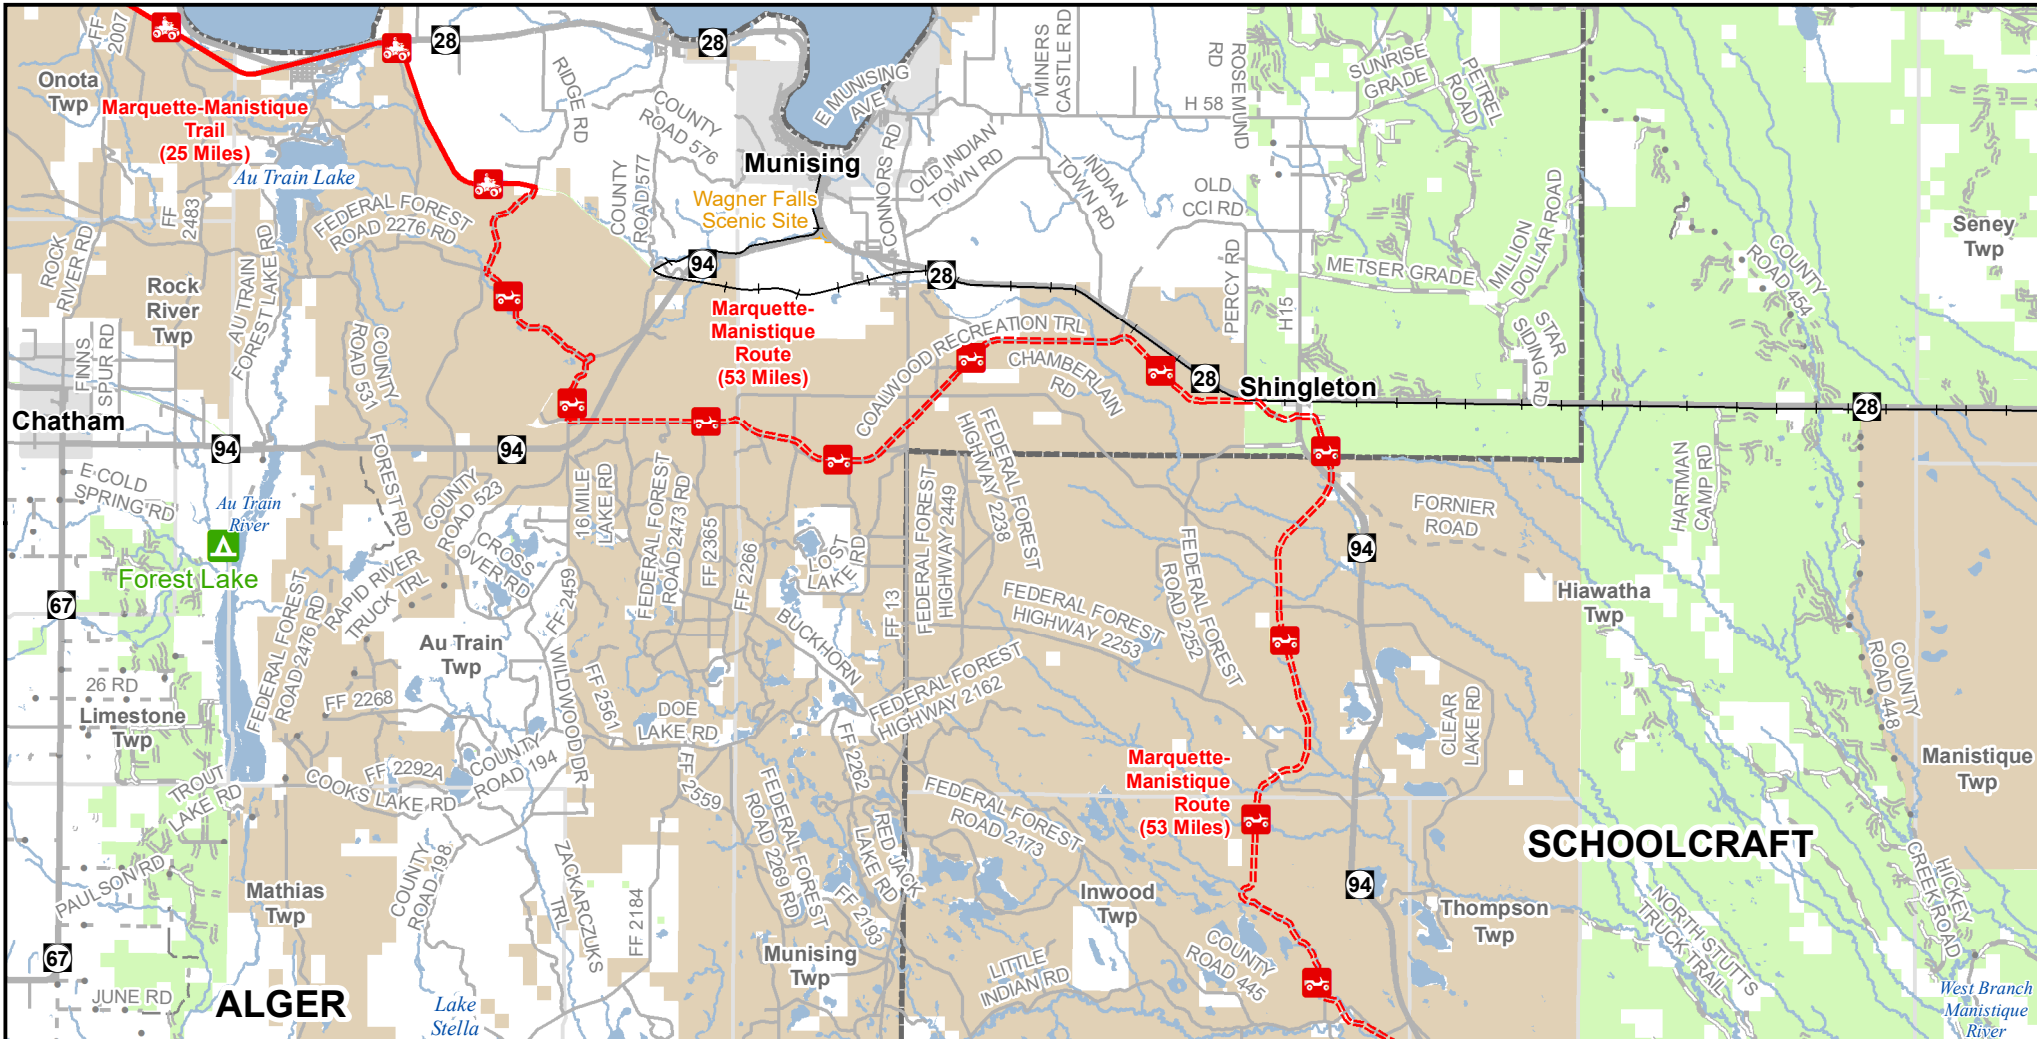 FF
2007
28
28
Onota
Twp
Marquette-Manistique
Trail
(25 Miles)
Au Train Lake
RIDGE RD
COUNTY
ROAD 576
E MUNISING
AVE
MINERS
CASTLE RD
ROSEMUND
RD
H 58
SUNRISE
GRADE
PETREL
ROAD
Munising
Wagner Falls
Scenic Site
COUNTY
ROAD 577
CONNORS RD
OLD INDIAN
TOWN RD
INDIAN
TOWN RD
OLD
CCI RD
MILLION
DOLLAR ROAD
METSER GRADE
Seney
Twp
COUNTY
ROAD 454
FF
2483
ROCK
RIVER RD
FEDERAL FOREST
ROAD 2276 RD
AU TRAIN
FOREST LAKE RD
Rock
River
Twp
94
28
Marquette-
Manistique
Route
(53 Miles)
PERCY RD
H15
STAR
SIDING RD
FINNS
SPUR RD
COUNTY
ROAD 531
COALWOOD RECREATION TRL
CHAMBERLAIN
RD
28
Shingleton
28
Chatham
94
94
FOREST RD
E COLD
SPRING RD
Au Train
River
COUNTY
ROAD 523
16 MILE
LAKE RD
FEDERAL FOREST
ROAD 2473 RD
FF 2365
FF 2266
FEDERAL FOREST
HIGHWAY 2449
FEDERAL FOREST
HIGHWAY 2238
FORNIER
ROAD
HARTMAN
CAMP RD
Forest Lake
CROSS
OVER RD
LOST
LAKE RD
FEDERAL FOREST
ROAD 2252
94
Hiawatha
Twp
67
RAPID RIVER
TRUCK TRL
FEDERAL FOREST
ROAD 2476 RD
FF 2459
FF 13
FEDERAL FOREST
HIGHWAY 2253
Au Train
Twp
BUCKHORN
WILDWOOD DR
FF 2561
FEDERAL FOREST
HIGHWAY 2162
26 RD
FF 2268
DOE
LAKE RD
Limestone
Twp
COUNTY
ROAD 448
CLEAR
LAKE RD
COUNTY
ROAD 194
FF 2292A
COOKS LAKE RD
TROUT
LAKE RD
FF
2559
FF 2262
FEDERAL FOREST
ROAD 2269 RD
RED JACK
LAKE RD
FEDERAL FOREST
ROAD 2173
Marquette-
Manistique
Route
(53 Miles)
Manistique
Twp
SCHOOLCRAFT
PAULSON RD
COUNTY
ROAD 198
ZACKARCZUKS
TRL
FF 2184
FF 2193
94
HICKEY
CREEK ROAD
Mathias
Twp
Inwood
Twp
Thompson
Twp
NORTH STUTTS
TRUCK TRAIL
67
Munising
Twp
LITTLE
INDIAN RD
COUNTY
ROAD 445
JUNE RD
ALGER
Lake
Stella
West Branch
Manistique
River